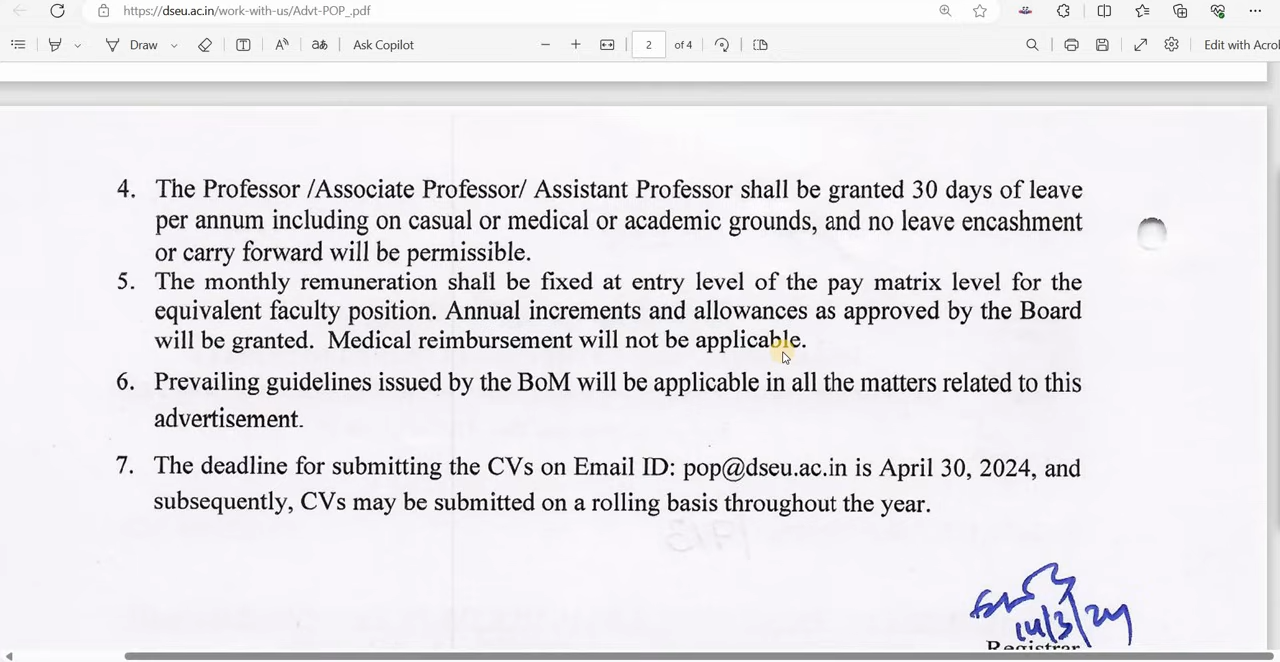 https://dseu.ac.in/work-with-us/Advt-POP_.pdf
Draw aあ Ask Copilot 2 of 4 Edit with Acrol
4. The Professor /Associate Professor/ Assistant Professor shall be granted 30 days of leave
per annum including on casual or medical or academic grounds, and no leave encashment
or carry forward will be permissible.
5. The monthly remuneration shall be fixed at entry level of the pay matrix level for the
equivalent faculty position. Annual increments and allowances as approved by the Board
will be granted. Medical reimbursement will not be applicable.
6. Prevailing guidelines issued by the BoM will be applicable in all the matters related to this
advertisement.
7. The deadline for submitting the CVs on Email ID: pop@dseu.ac.in is April 30, 2024, and
subsequently, CVs may be submitted on a rolling basis throughout the year.
14/3/24
Registrar